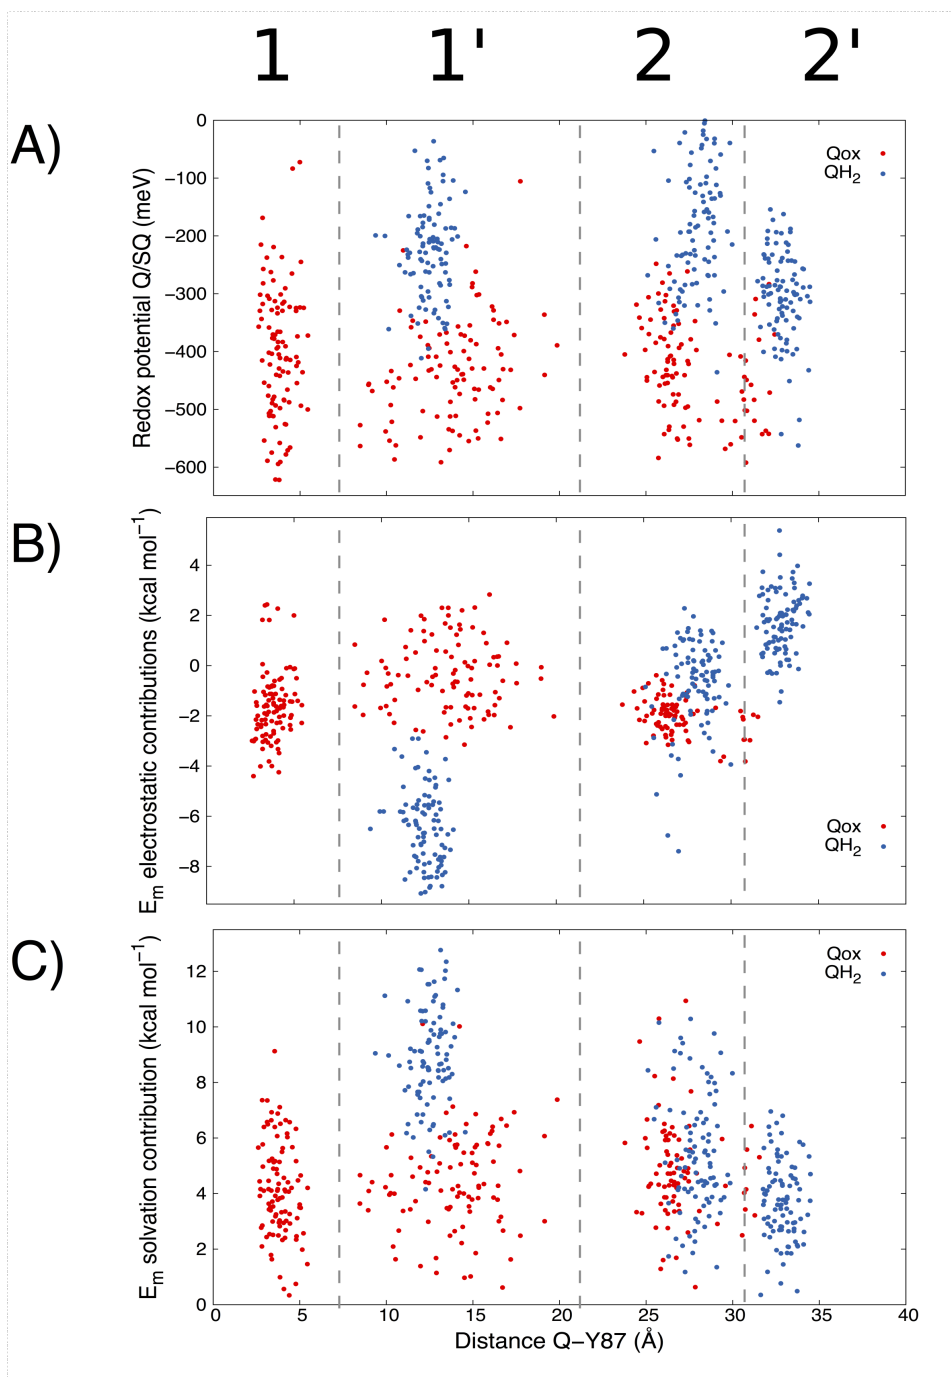 1 1' 2 2'
A)
Redox potential Q/SQ (meV)
0
−100
−200
−300
−400
−500
−600
Qox
QH₂
B)
Eₘ electrostatic contributions (kcal mol⁻¹)
4
2
0
−2
−4
−6
−8
Qox
QH₂
C)
Eₘ solvation contribution (kcal mol⁻¹)
12
10
8
6
4
2
0
Qox
QH₂
0 5 10 15 20 25 30 35 40
Distance Q−Y87 (Å)